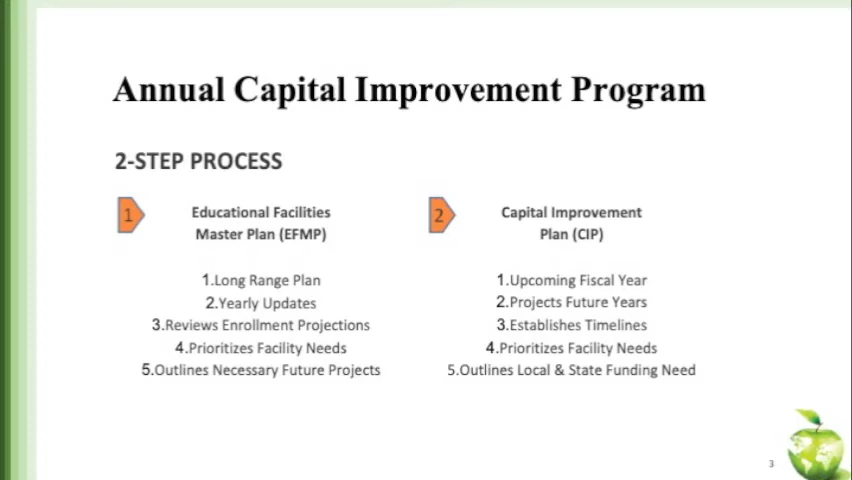 Annual Capital Improvement Program
2-STEP PROCESS
1
Educational Facilities
Master Plan (EFMP)
1.Long Range Plan
2.Yearly Updates
3.Reviews Enrollment Projections
4.Prioritizes Facility Needs
5.Outlines Necessary Future Projects
2
Capital Improvement
Plan (CIP)
1.Upcoming Fiscal Year
2.Projects Future Years
3.Establishes Timelines
4.Prioritizes Facility Needs
5.Outlines Local & State Funding Need
3